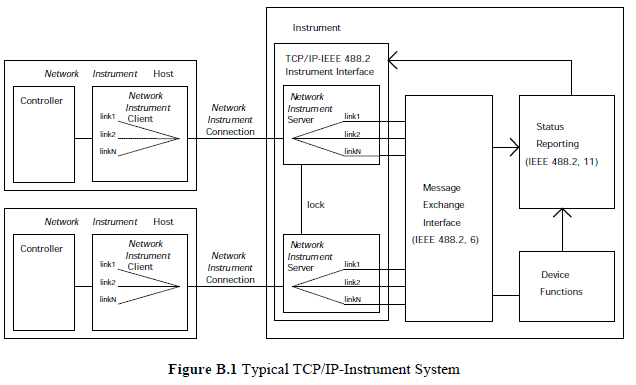 Instrument
TCP/IP-IEEE 488.2
Instrument Interface
Network Instrument Host
Controller
Network
Instrument
Client
link1
link2
linkN
Network
Instrument
Connection
Network
Instrument
Server
link1
link2
linkN
lock
Message
Exchange
Interface
(IEEE 488.2, 6)
Status
Reporting
(IEEE 488.2, 11)
Network Instrument Host
Controller
Network
Instrument
Client
link1
link2
linkN
Network
Instrument
Connection
Network
Instrument
Server
link1
link2
linkN
Device
Functions
Figure B.1 Typical TCP/IP-Instrument System